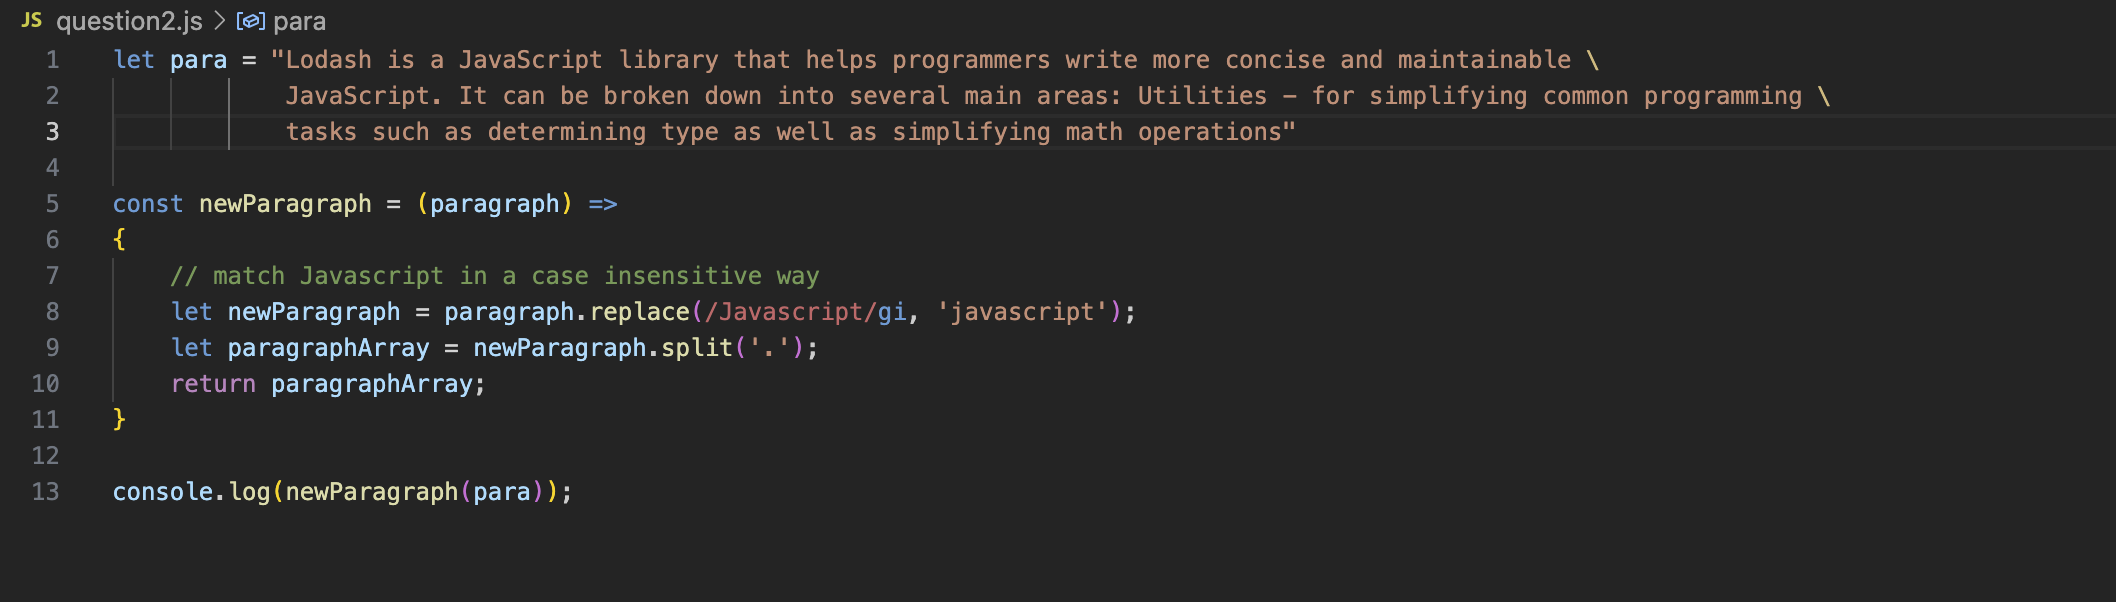 JS question2.js > para
1 let para = "Lodash is a JavaScript library that helps programmers write more concise and maintainable \
2             JavaScript. It can be broken down into several main areas: Utilities – for simplifying common programming \
3             tasks such as determining type as well as simplifying math operations"
4
5 const newParagraph = (paragraph) =>
6 {
7     // match Javascript in a case insensitive way
8     let newParagraph = paragraph.replace(/Javascript/gi, 'javascript');
9     let paragraphArray = newParagraph.split('.');
10     return paragraphArray;
11 }
12
13 console.log(newParagraph(para));